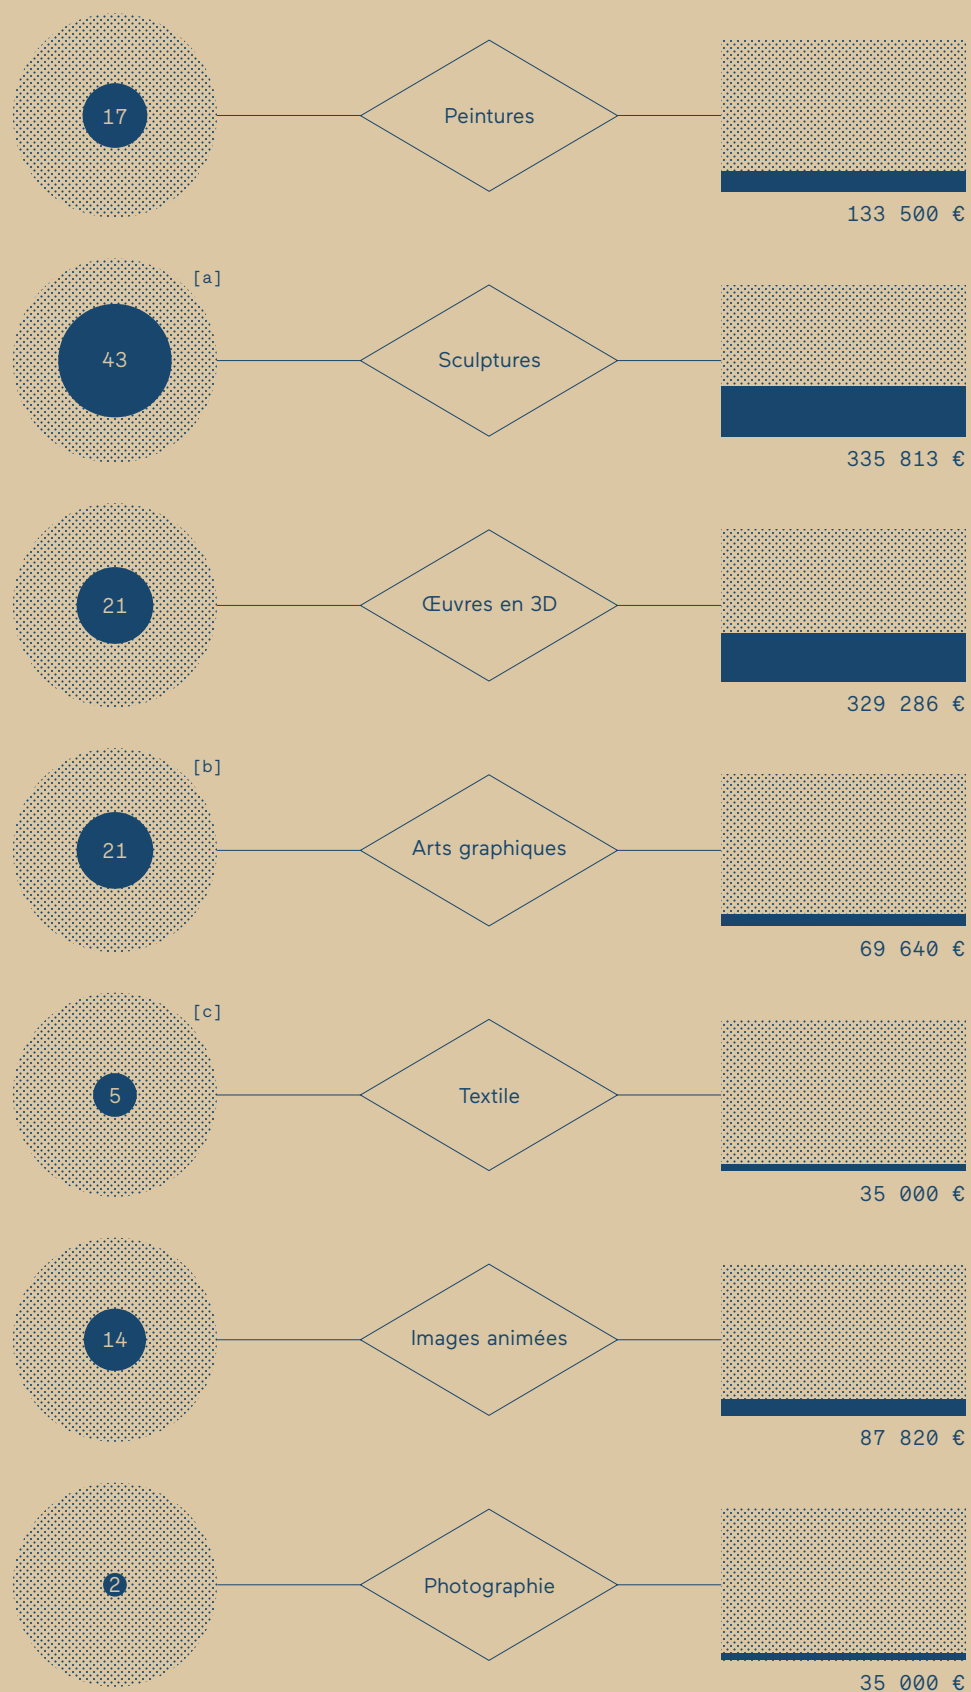 17
Peintures
133 500 €
[a]
43
Sculptures
335 813 €
21
Œuvres en 3D
329 286 €
[b]
21
Arts graphiques
69 640 €
[c]
5
Textile
35 000 €
14
Images animées
87 820 €
2
Photographie
35 000 €